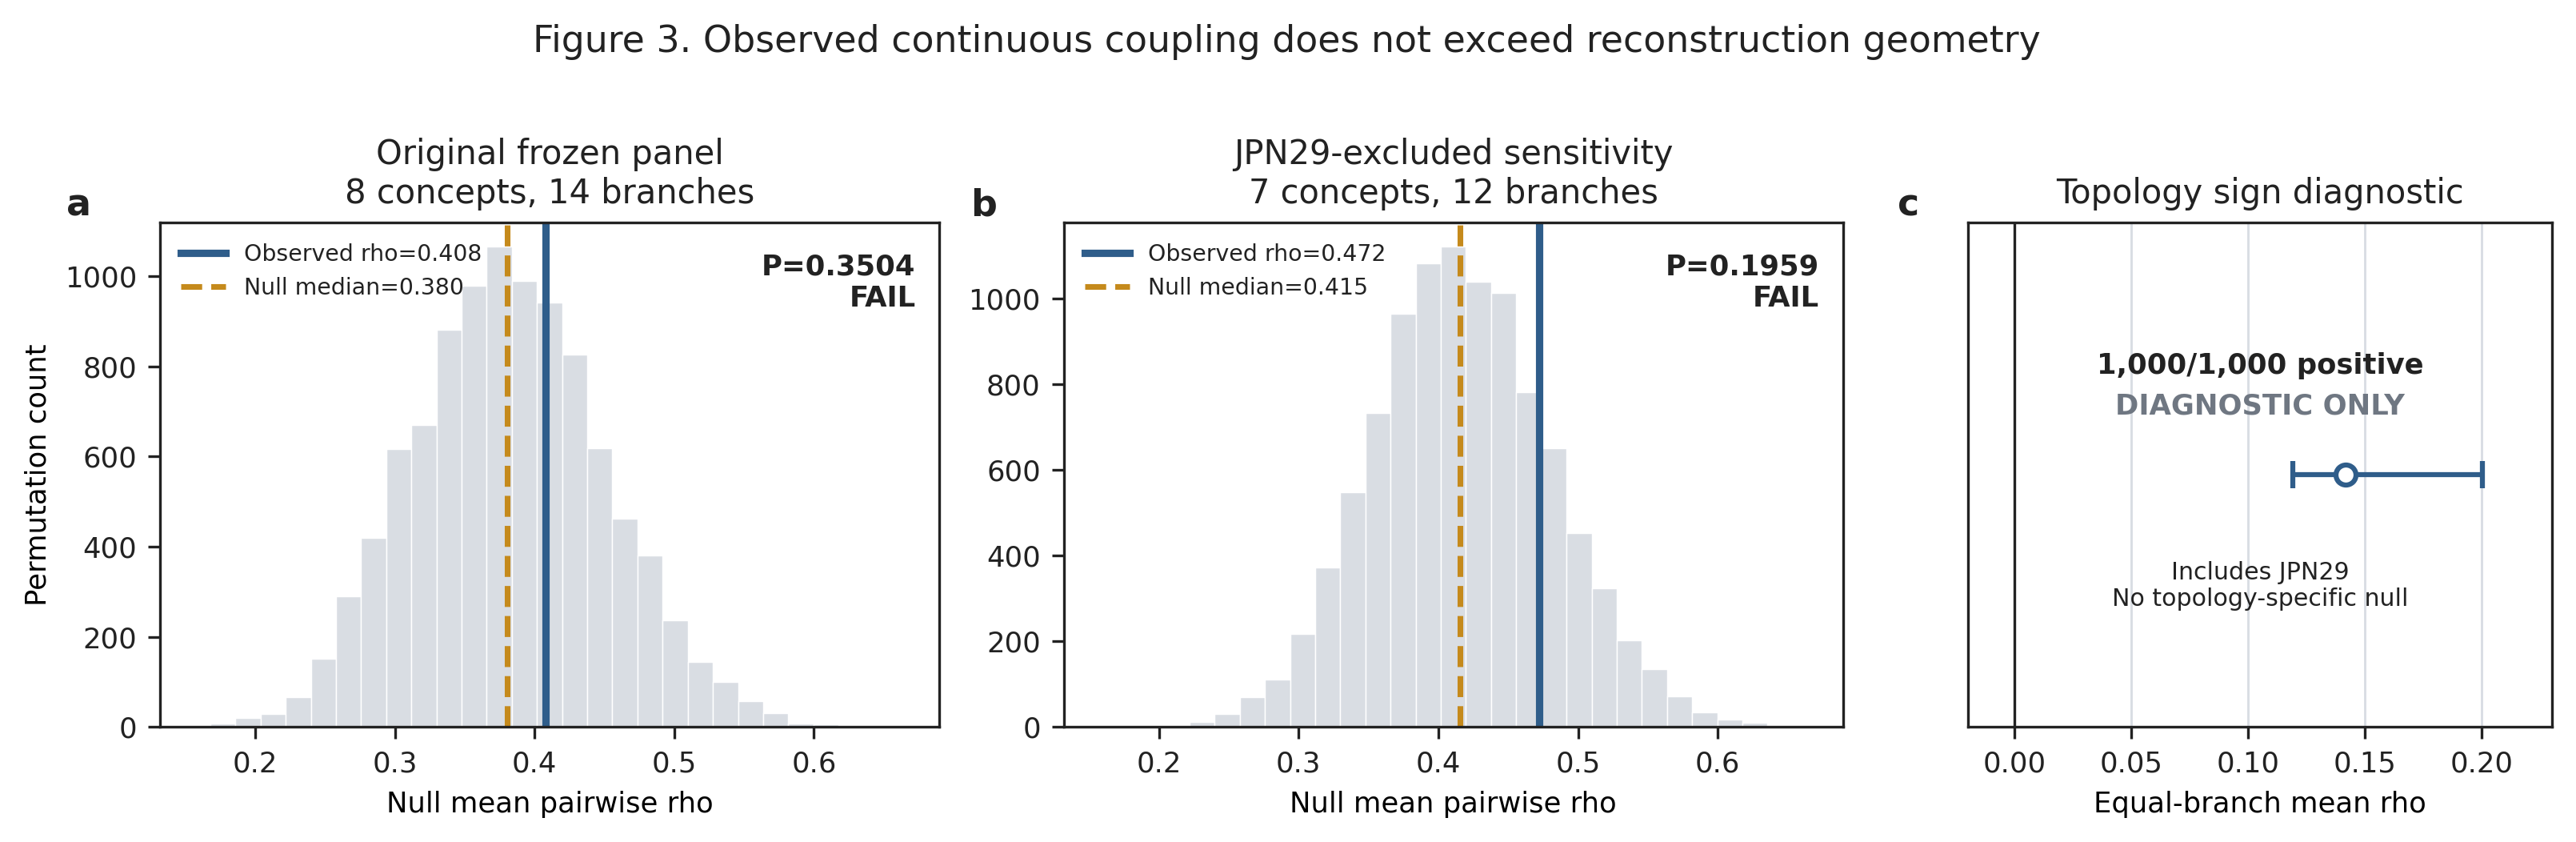 Figure 3. Observed continuous coupling does not exceed reconstruction geometry
a
Original frozen panel
8 concepts, 14 branches
Observed rho=0.408
Null median=0.380
P=0.3504
FAIL
Permutation count
1000
800
600
400
200
0
0.2 0.3 0.4 0.5 0.6
Null mean pairwise rho
b
JPN29-excluded sensitivity
7 concepts, 12 branches
Observed rho=0.472
Null median=0.415
P=0.1959
FAIL
1000
800
600
400
200
0
0.2 0.3 0.4 0.5 0.6
Null mean pairwise rho
c
Topology sign diagnostic
1,000/1,000 positive
DIAGNOSTIC ONLY
Includes JPN29
No topology-specific null
0.00 0.05 0.10 0.15 0.20
Equal-branch mean rho